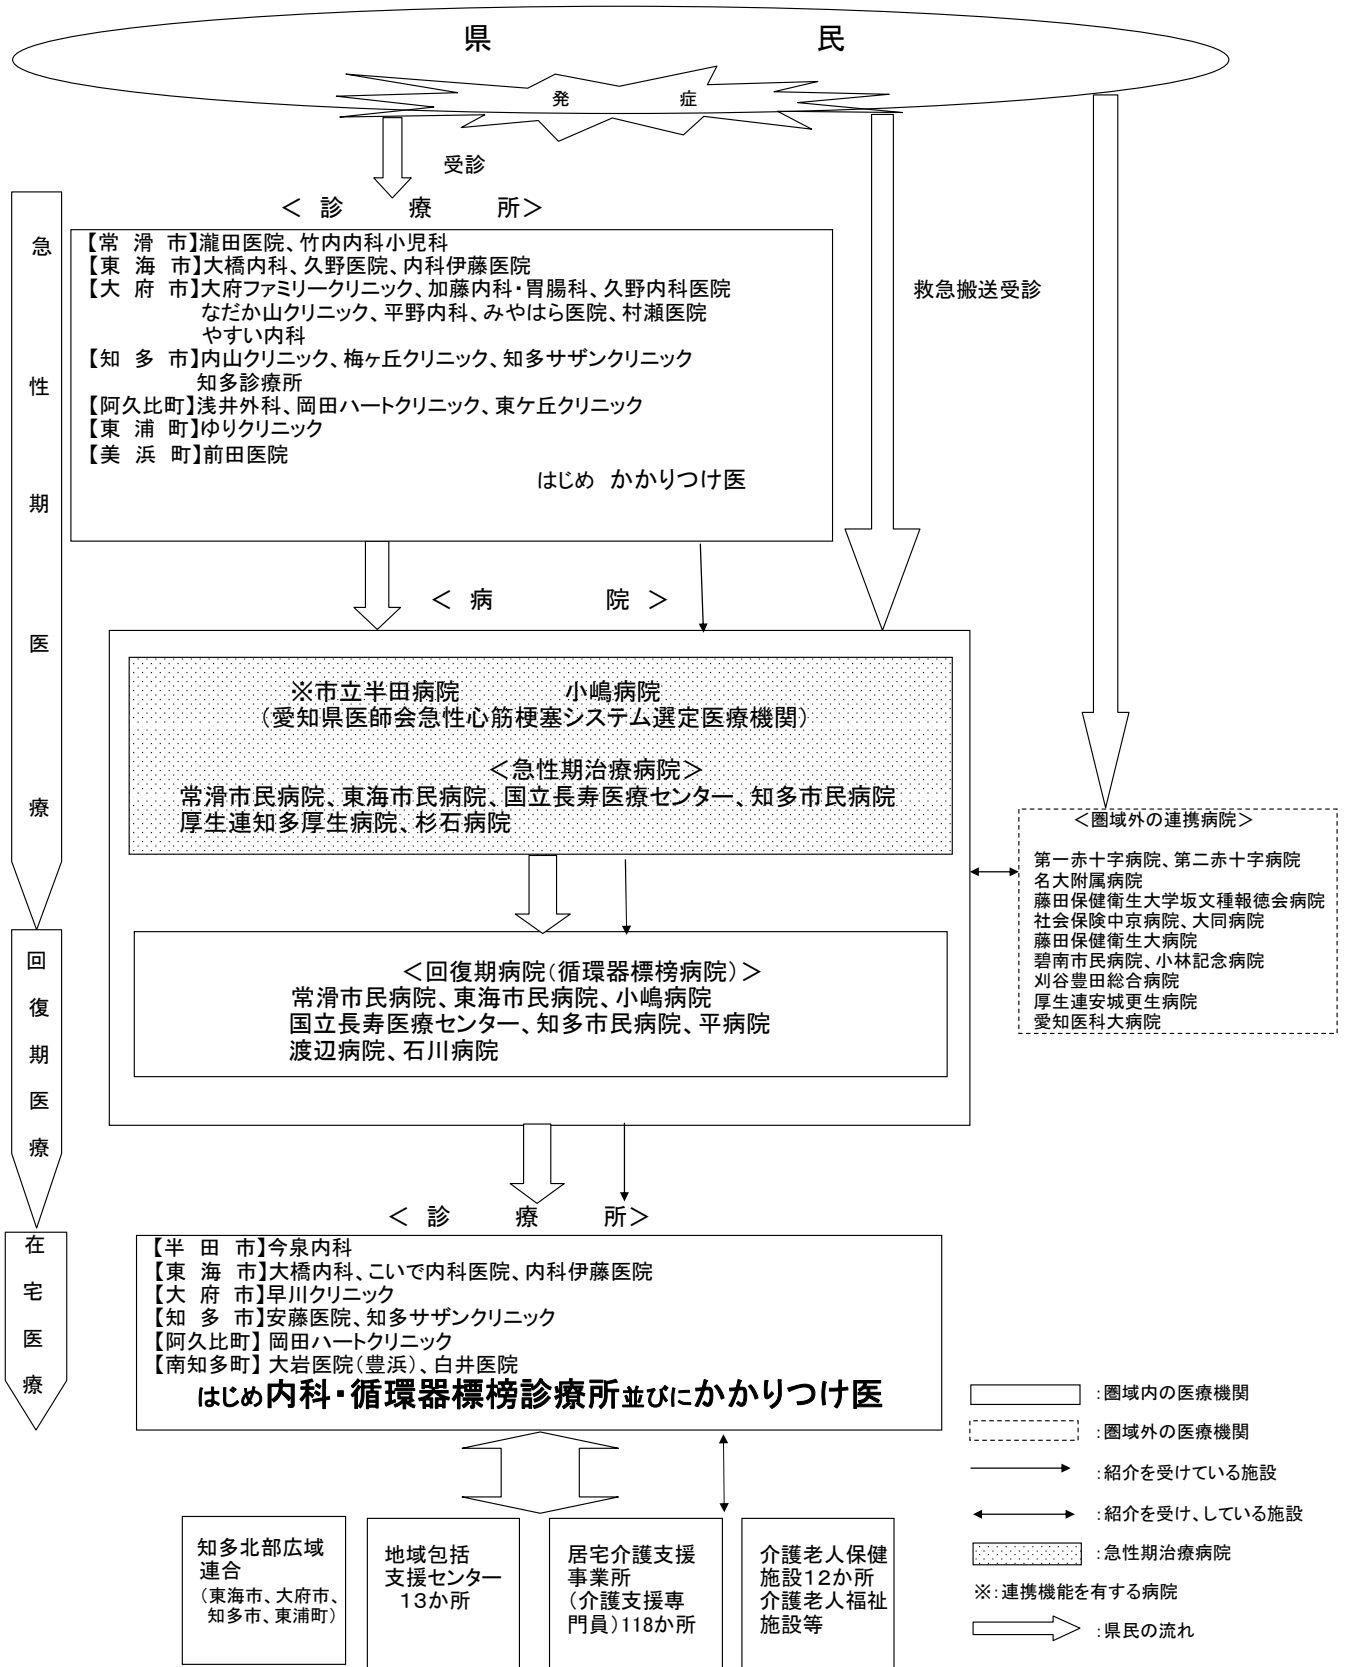 県　民
発　症
受診
救急搬送受診
急性期医療
＜ 診　療　所＞
【常 滑 市】瀧田医院、竹内内科小児科
【東 海 市】大橋内科、久野医院、内科伊藤医院
【大 府 市】大府ファミリークリニック、加藤内科・胃腸科、久野内科医院
なだか山クリニック、平野内科、みやはら医院、村瀬医院
やすい内科
【知 多 市】内山クリニック、梅ヶ丘クリニック、知多サザンクリニック
知多診療所
【阿久比町】浅井外科、岡田ハートクリニック、東ケ丘クリニック
【東 浦 町】ゆりクリニック
【美 浜 町】前田医院
はじめ　かかりつけ医
＜ 病　院 ＞
※市立半田病院　小嶋病院
（愛知県医師会急性心筋梗塞システム選定医療機関）
＜急性期治療病院＞
常滑市民病院、東海市民病院、国立長寿医療センター、知多市民病院
厚生連知多厚生病院、杉石病院
＜圏域外の連携病院＞
第一赤十字病院、第二赤十字病院
名大附属病院
藤田保健衛生大学坂文種報徳会病院
社会保険中京病院、大同病院
藤田保健衛生大病院
碧南市民病院、小林記念病院
刈谷豊田総合病院
厚生連安城更生病院
愛知医科大病院
回復期医療
＜回復期病院（循環器標榜病院）＞
常滑市民病院、東海市民病院、小嶋病院
国立長寿医療センター、知多市民病院、平病院
渡辺病院、石川病院
在宅医療
＜ 診　療　所＞
【半 田 市】今泉内科
【東 海 市】大橋内科、こいで内科医院、内科伊藤医院
【大 府 市】早川クリニック
【知 多 市】安藤医院、知多サザンクリニック
【阿久比町】 岡田ハートクリニック
【南知多町】 大岩医院（豊浜）、白井医院
はじめ内科・循環器標榜診療所並びにかかりつけ医
知多北部広域
連合
（東海市、大府市、
知多市、東浦町）
地域包括
支援センター
１３か所
居宅介護支援
事業所
（介護支援専
門員）118か所
介護老人保健
施設１２か所
介護老人福祉
施設等
：圏域内の医療機関
：圏域外の医療機関
：紹介を受けている施設
：紹介を受け、している施設
：急性期治療病院
※：連携機能を有する病院
：県民の流れ